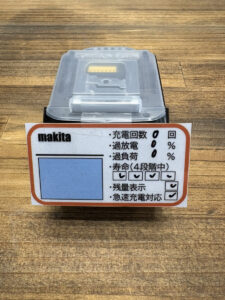 makita
・充電回数 0 回
・過放電 0 %
・過負荷 0 %
・寿命(4段階中)
✓ ✓ ✓ ✓
・残量表示 ✓
・急速充電対応 ✓